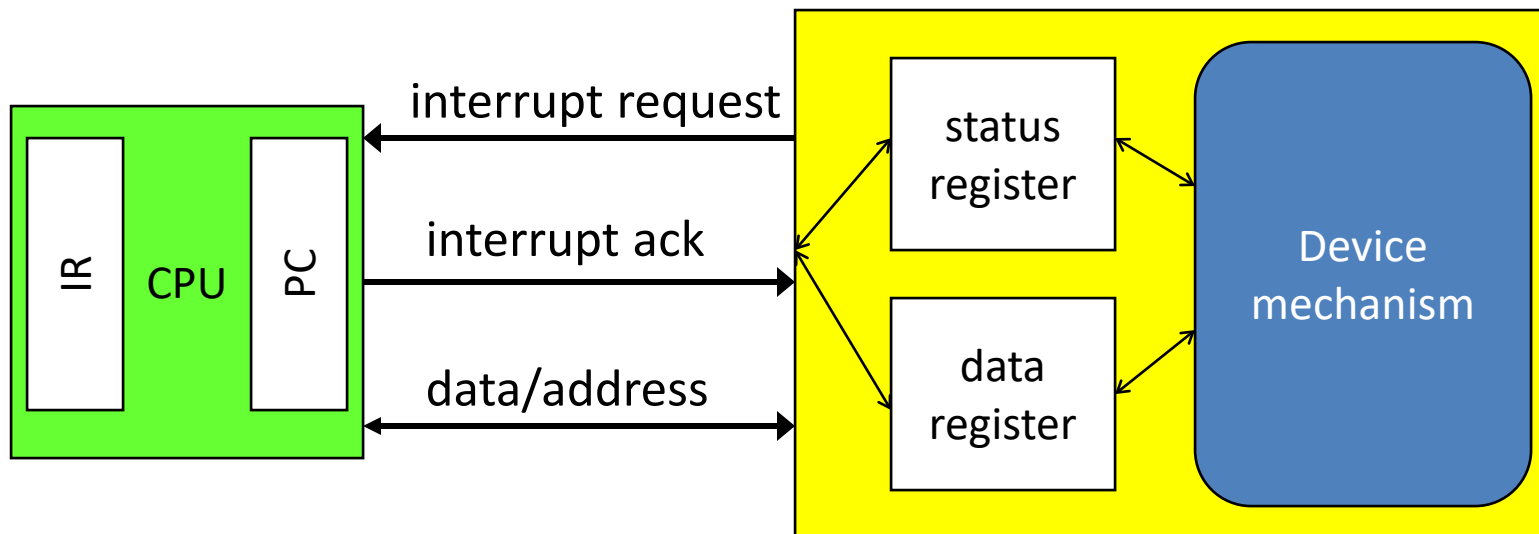 interrupt request
interrupt ack
data/address
IR
CPU
PC
status
register
data
register
Device
mechanism